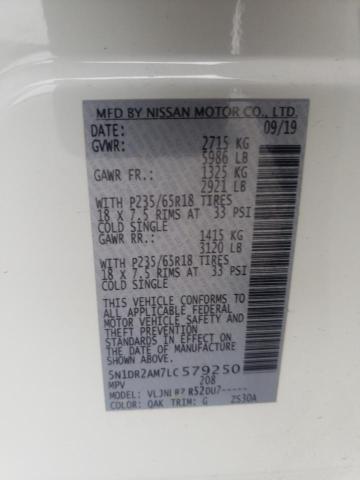 MFD BY NISSAN MOTOR CO., LTD.
DATE: 09/19
GVWR: 2715 KG
5986 LB
GAWR FR.: 1325 KG
2921 LB
WITH P235/65R18 TIRES
18 X 7.5 RIMS AT 33 PSI
COLD SINGLE
GAWR RR.: 1415 KG
3120 LB
WITH P235/65R18 TIRES
18 X 7.5 RIMS AT 33 PSI
COLD SINGLE
THIS VEHICLE CONFORMS TO
ALL APPLICABLE FEDERAL
MOTOR VEHICLE SAFETY
STANDARDS IN EFFECT ON
THE DATE OF MANUFACTURE
SHOWN ABOVE.
5N1DR2AM7LC579250
MPV 208
MODEL:
COLOR: QAK TRIM: G ZS30A